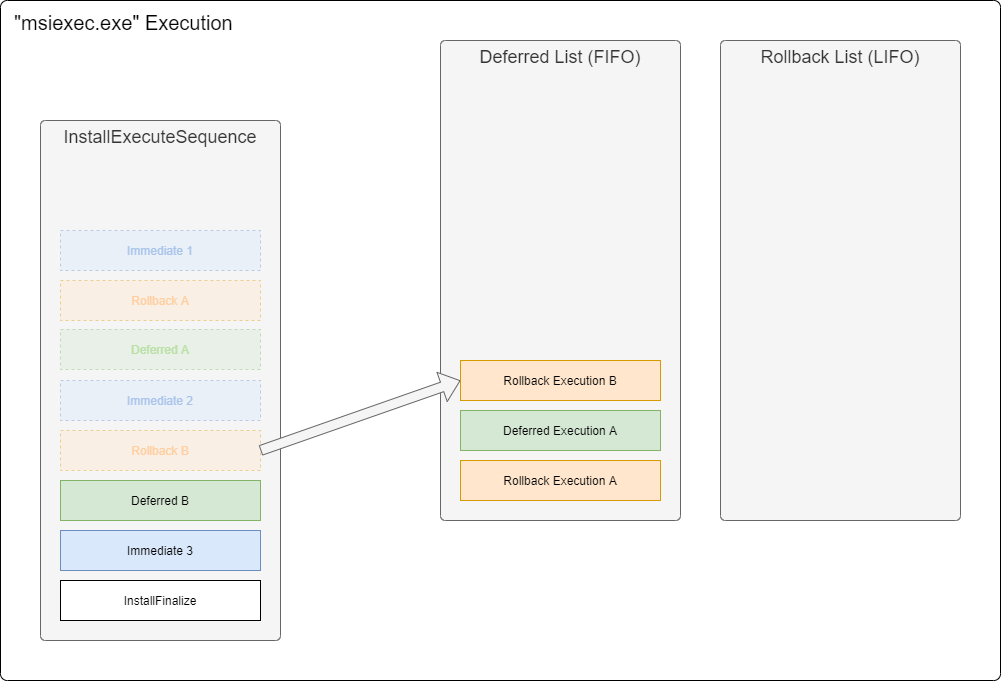 "msiexec.exe" Execution
InstallExecuteSequence
Immediate 1
Rollback A
Deferred A
Immediate 2
Rollback B
Deferred B
Immediate 3
InstallFinalize
Deferred List (FIFO)
Rollback Execution B
Deferred Execution A
Rollback Execution A
Rollback List (LIFO)